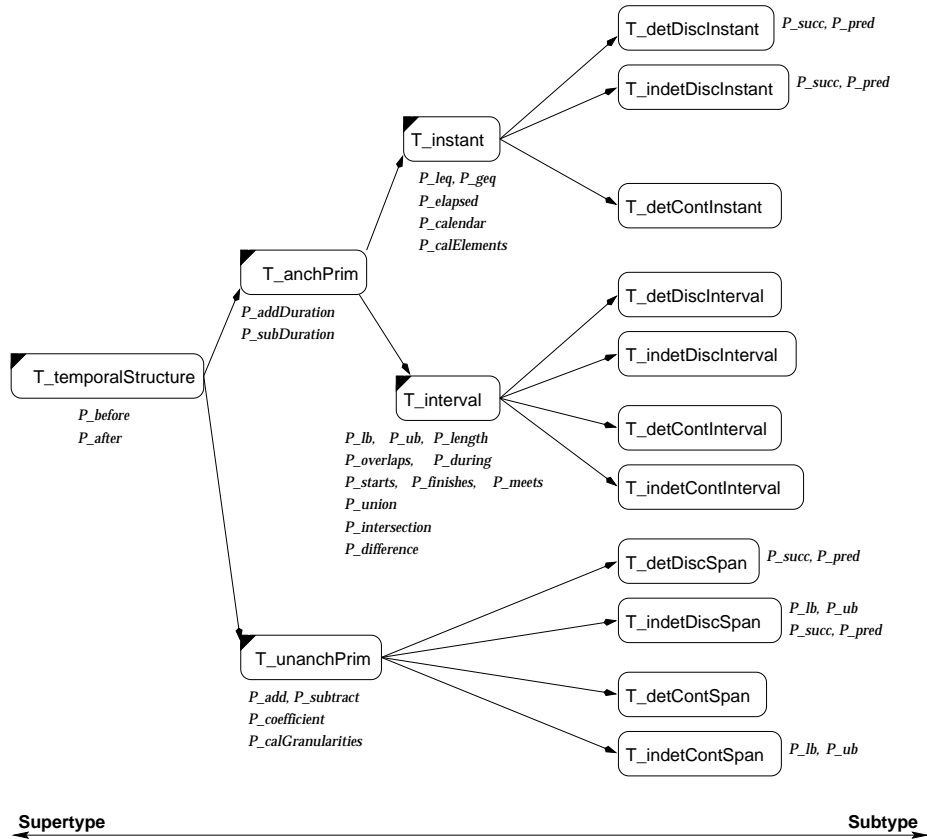 T_detDiscInstant P_succ, P_pred
T_indetDiscInstant P_succ, P_pred
T_instant
P_leq, P_geq
P_elapsed
P_calendar
P_calElements
T_detContInstant
T_anchPrim
P_addDuration
P_subDuration
T_detDiscInterval
T_indetDiscInterval
T_temporalStructure
P_before
P_after
T_interval
P_lb, P_ub, P_length
P_overlaps, P_during
P_starts, P_finishes, P_meets
P_union
P_intersection
P_difference
T_detContInterval
T_indetContInterval
T_detDiscSpan P_succ, P_pred
T_indetDiscSpan P_lb, P_ub
P_succ, P_pred
T_unanchPrim
P_add, P_subtract
P_coefficient
P_calGranularities
T_detContSpan
T_indetContSpan P_lb, P_ub
Supertype Subtype